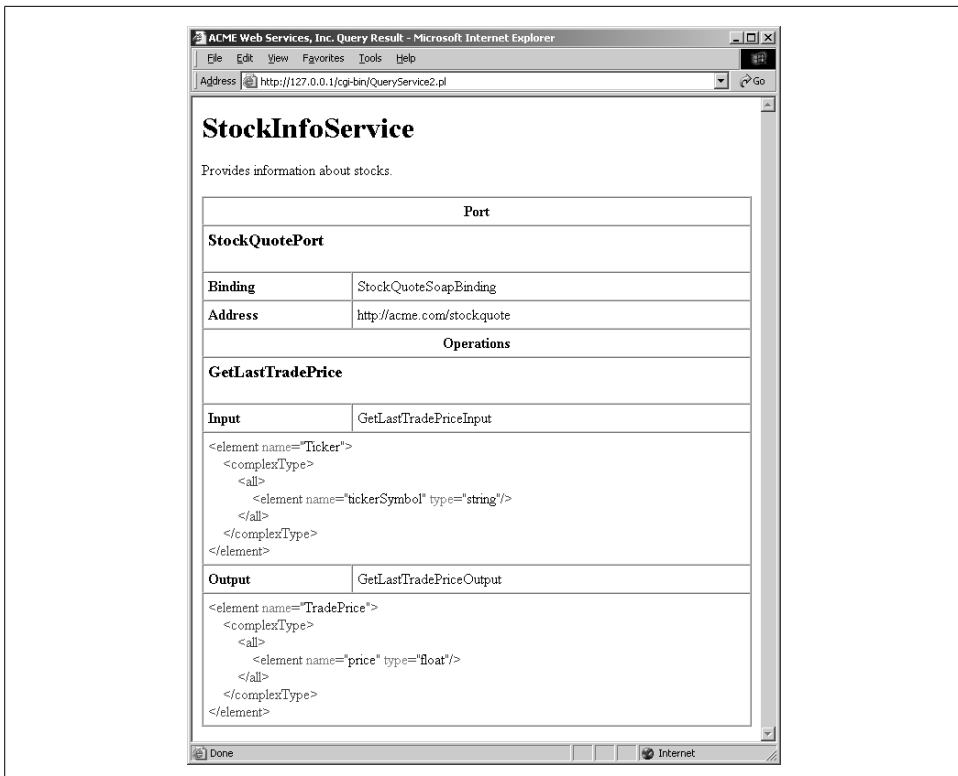 ACME Web Services, Inc. Query Result - Microsoft Internet Explorer
File Edit View Favorites Tools Help
Address http://127.0.0.1/cgi-bin/QueryService2.pl Go
StockInfoService
Provides information about stocks.
Port
StockQuotePort
Binding StockQuoteSoapBinding
Address http://acme.com/stockquote
Operations
GetLastTradePrice
Input GetLastTradePriceInput
<element name="Ticker">
<complexType>
<all>
<element name="tickerSymbol" type="string"/>
</all>
</complexType>
</element>
Output GetLastTradePriceOutput
<element name="TradePrice">
<complexType>
<all>
<element name="price" type="float"/>
</all>
</complexType>
</element>
Done Internet